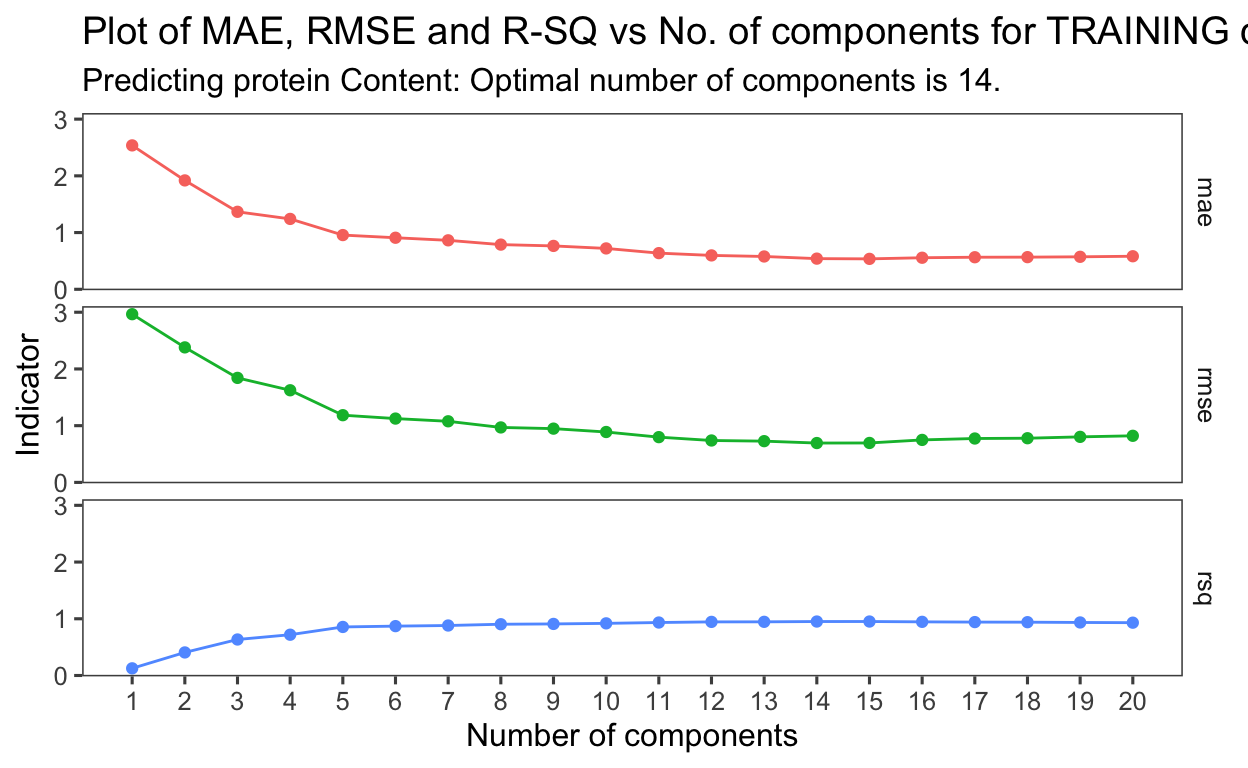 Plot of MAE, RMSE and R-SQ vs No. of components for TRAINING
Predicting protein Content: Optimal number of components is 14.
3
2
1
0
mae
3
2
1
0
rmse
Indicator
3
2
1
0
rsq
1 2 3 4 5 6 7 8 9 10 11 12 13 14 15 16 17 18 19 20
Number of components